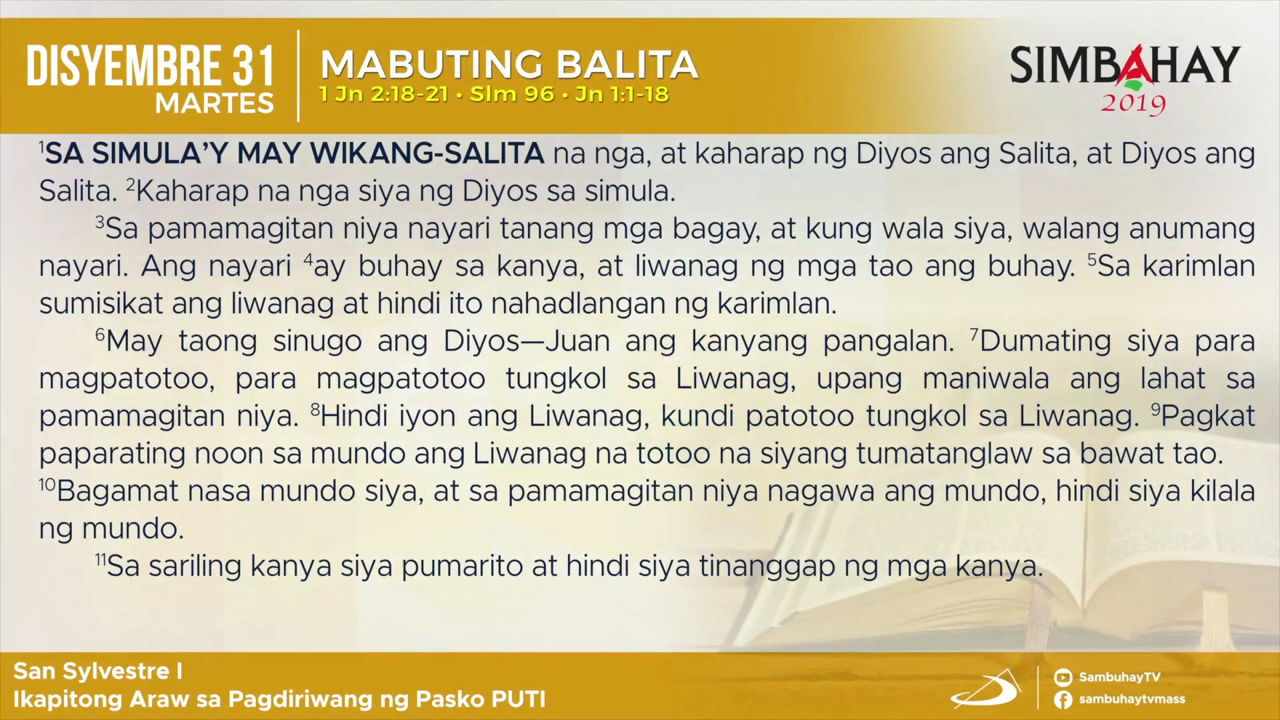 DISYEMBRE 31
MARTES
MABUTING BALITA
1 Jn 2:18-21 • Slm 96 • Jn 1:1-18
SIMBAHAY
2019
¹SA SIMULA’Y MAY WIKANG-SALITA na nga, at kaharap ng Diyos ang Salita, at Diyos ang
Salita. ²Kaharap na nga siya ng Diyos sa simula.
³Sa pamamagitan niya nayari tanang mga bagay, at kung wala siya, walang anumang
nayari. Ang nayari ⁴ay buhay sa kanya, at liwanag ng mga tao ang buhay. ⁵Sa karimlan
sumisikat ang liwanag at hindi ito nahadlangan ng karimlan.
⁶May taong sinugo ang Diyos—Juan ang kanyang pangalan. ⁷Dumating siya para
magpatotoo, para magpatotoo tungkol sa Liwanag, upang maniwala ang lahat sa
pamamagitan niya. ⁸Hindi iyon ang Liwanag, kundi patotoo tungkol sa Liwanag. ⁹Pagkat
paparating noon sa mundo ang Liwanag na totoo na siyang tumatanglaw sa bawat tao.
¹⁰Bagamat nasa mundo siya, at sa pamamagitan niya nagawa ang mundo, hindi siya kilala
ng mundo.
¹¹Sa sariling kanya siya pumarito at hindi siya tinanggap ng mga kanya.
San Sylvestre I
Ikapitong Araw sa Pagdiriwang ng Pasko PUTI
SambuhayTV
sambuhaytvmass